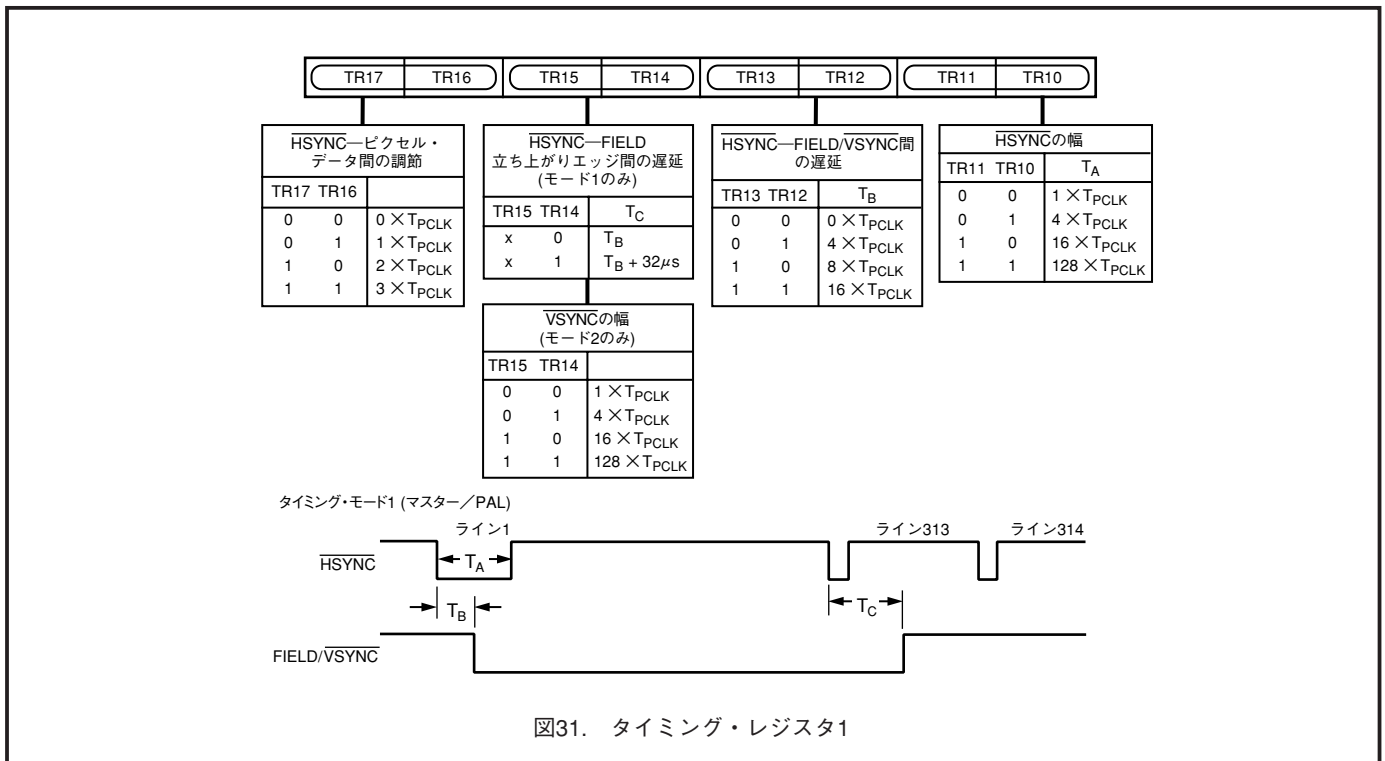 TR17 TR16 TR15 TR14 TR13 TR12 TR11 TR10
HSYNC—ピクセル・
データ間の調節
TR17 TR16
0 0 0 ×TPCLK
0 1 1 ×TPCLK
1 0 2 ×TPCLK
1 1 3 ×TPCLK
HSYNC—FIELD
立ち上がりエッジ間の遅延
(モード1のみ)
TR15 TR14 TC
x 0 TB
x 1 TB + 32μs
VSYNCの幅
(モード2のみ)
TR15 TR14
0 0 1 ×TPCLK
0 1 4 ×TPCLK
1 0 16 ×TPCLK
1 1 128 ×TPCLK
HSYNC—FIELD/VSYNC間
の遅延
TR13 TR12 TB
0 0 0 ×TPCLK
0 1 4 ×TPCLK
1 0 8 ×TPCLK
1 1 16 ×TPCLK
HSYNCの幅
TR11 TR10 TA
0 0 1 ×TPCLK
0 1 4 ×TPCLK
1 0 16 ×TPCLK
1 1 128 ×TPCLK
タイミング・モード1 (マスター／PAL)
ライン1 ライン313 ライン314
HSYNC
TA
TB
TC
FIELD/VSYNC
図31. タイミング・レジスタ1